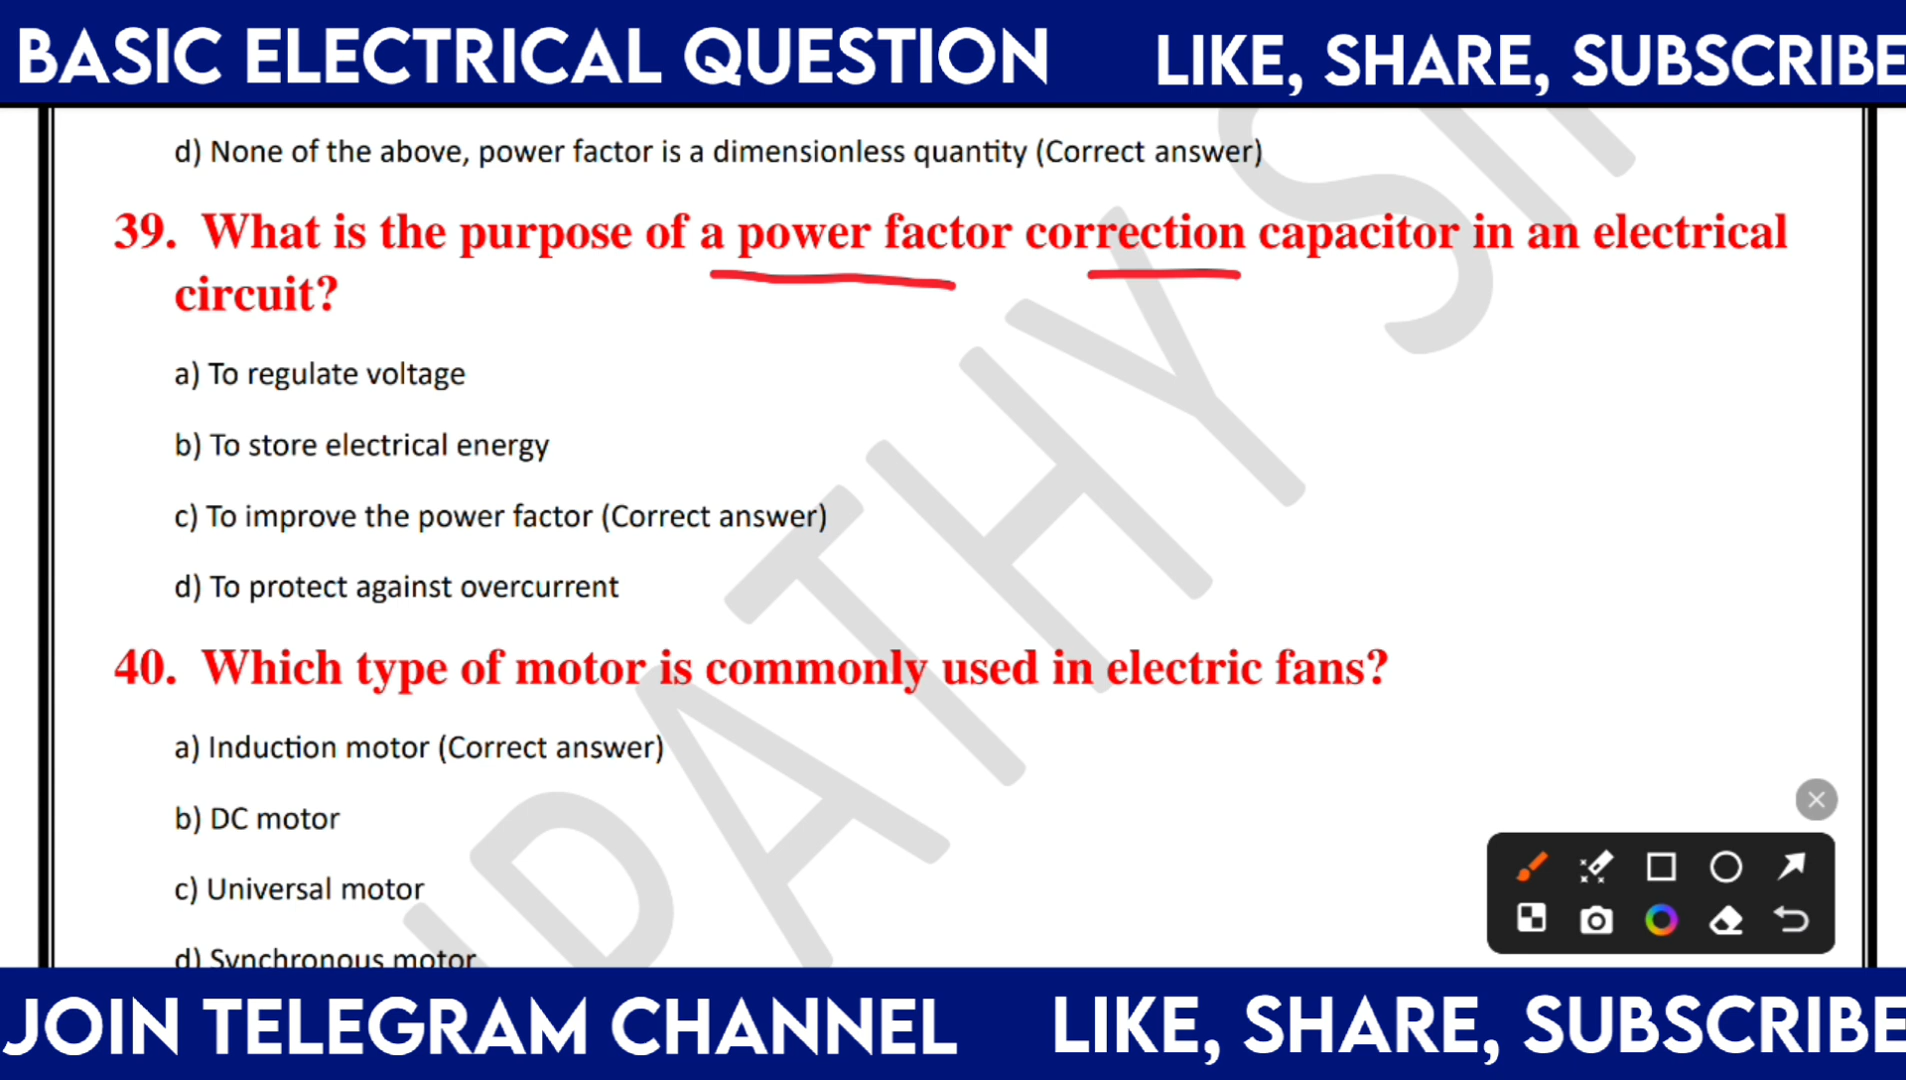 BASIC ELECTRICAL QUESTION LIKE, SHARE, SUBSCRIBE
d) None of the above, power factor is a dimensionless quantity (Correct answer)
39. What is the purpose of a power factor correction capacitor in an electrical
circuit?
a) To regulate voltage
b) To store electrical energy
c) To improve the power factor (Correct answer)
d) To protect against overcurrent
40. Which type of motor is commonly used in electric fans?
a) Induction motor (Correct answer)
b) DC motor
c) Universal motor
d) Synchronous motor
JOIN TELEGRAM CHANNEL LIKE, SHARE, SUBSCRIBE